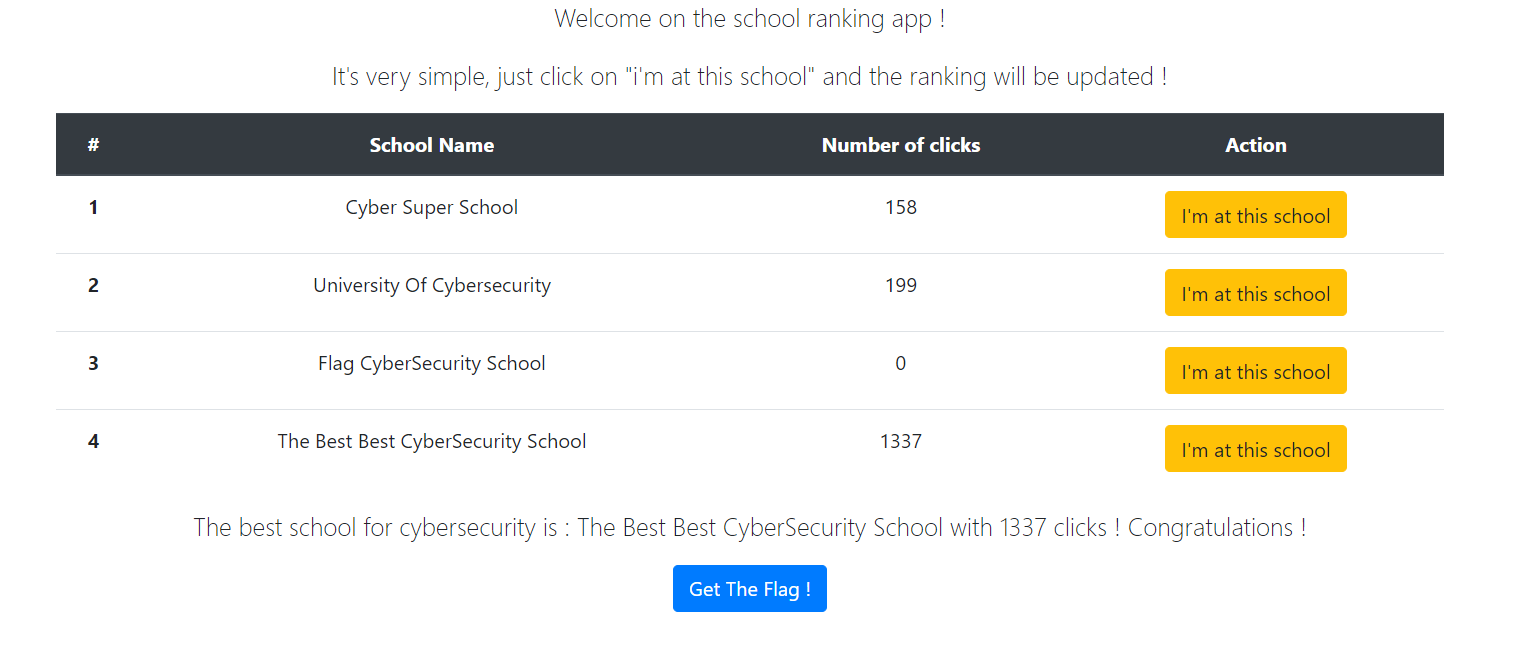 Welcome on the school ranking app !
It's very simple, just click on "i'm at this school" and the ranking will be updated !
# School Name Number of clicks Action
1 Cyber Super School 158 I'm at this school
2 University Of Cybersecurity 199 I'm at this school
3 Flag CyberSecurity School 0 I'm at this school
4 The Best Best CyberSecurity School 1337 I'm at this school
The best school for cybersecurity is : The Best Best CyberSecurity School with 1337 clicks ! Congratulations !
Get The Flag !